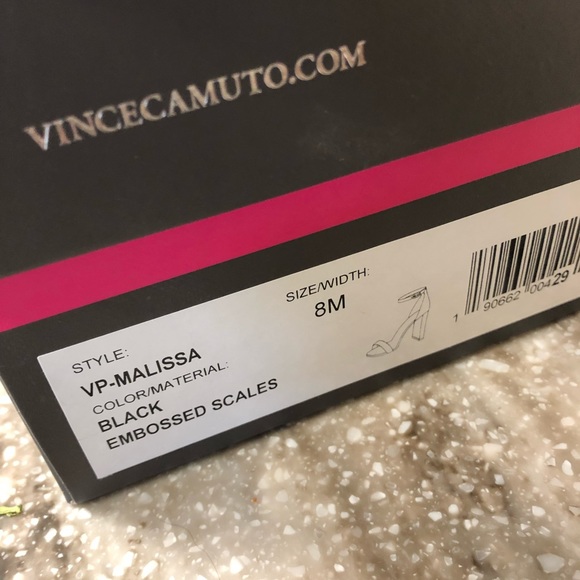 VINCECAMUTO.COM
STYLE:
VP-MALISSA
COLOR/MATERIAL:
BLACK
EMBOSSED SCALES
SIZE/WIDTH:
8M
1 90662 00429